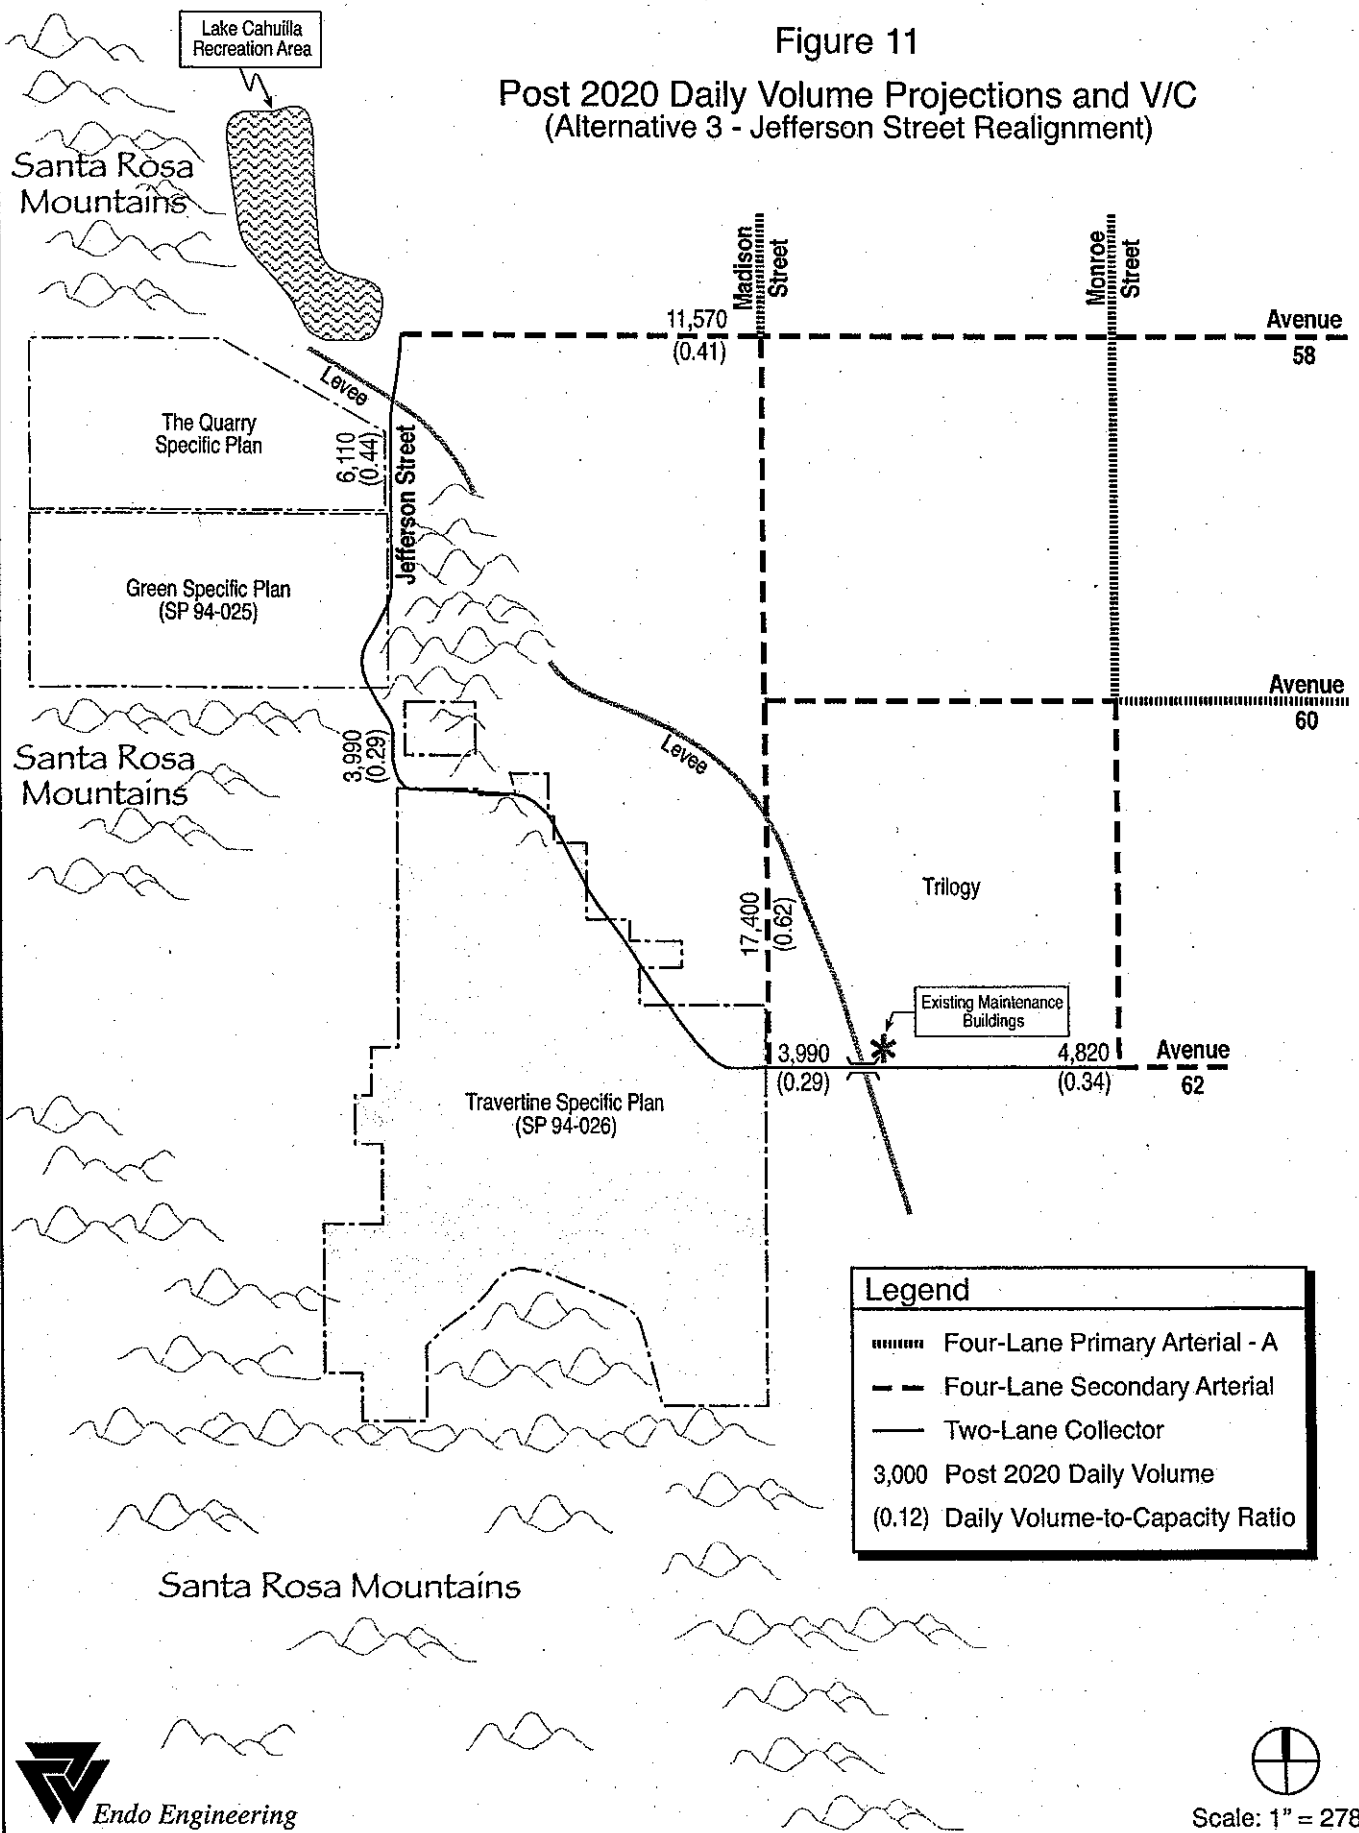 Figure 11
Post 2020 Daily Volume Projections and V/C
(Alternative 3 - Jefferson Street Realignment)
Lake Cahuilla
Recreation Area
Santa Rosa
Mountains
Madison
Street
Monroe
Street
11,570
(0.41)
Avenue
58
Levee
The Quarry
Specific Plan
6,110
(0.44)
Jefferson Street
Green Specific Plan
(SP 94-025)
Avenue
60
Santa Rosa
Mountains
3,990
(0.29)
Levee
Trilogy
17,400
(0.62)
Existing Maintenance
Buildings
3,990
(0.29)
4,820
(0.34)
Avenue
62
Travertine Specific Plan
(SP 94-026)
Legend
Four-Lane Primary Arterial - A
Four-Lane Secondary Arterial
Two-Lane Collector
3,000 Post 2020 Daily Volume
(0.12) Daily Volume-to-Capacity Ratio
Santa Rosa Mountains
Endo Engineering
Scale: 1" = 278